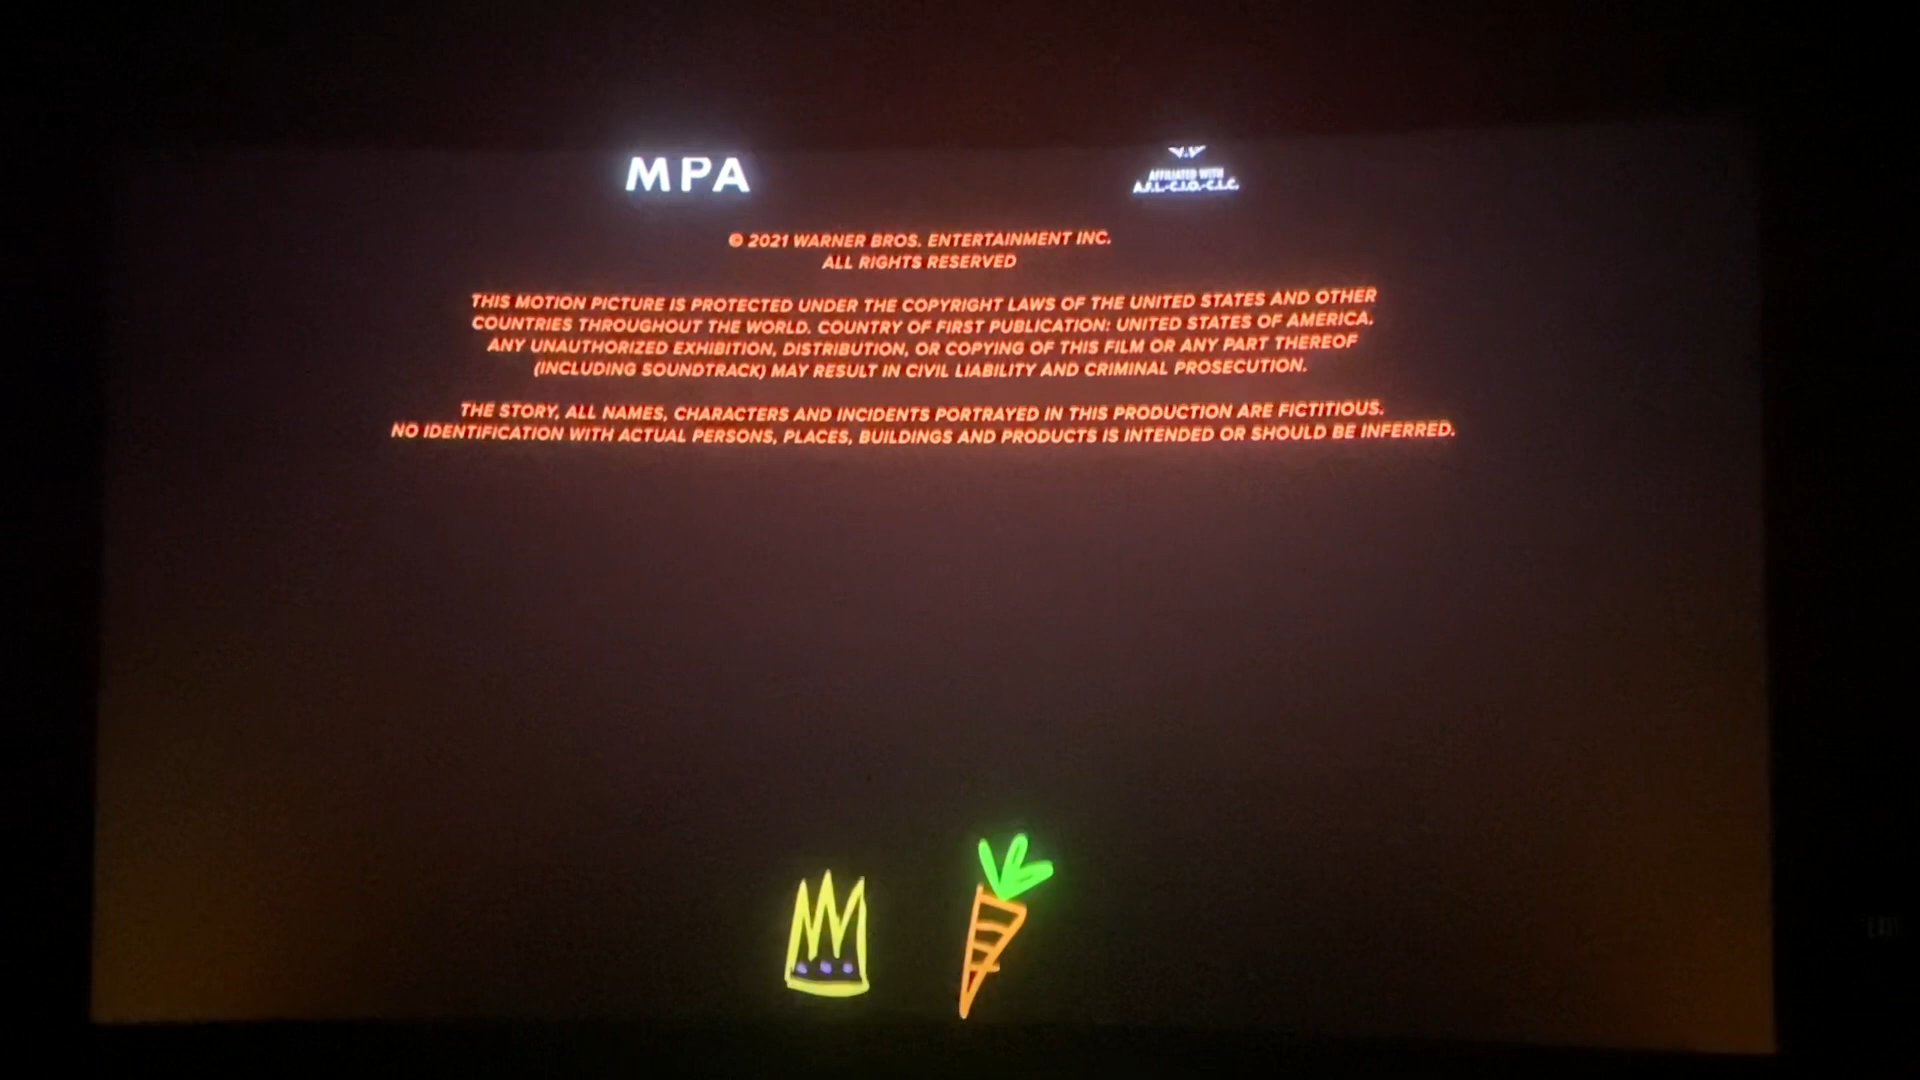 MPA
AFFILIATED WITH
A.F.L.-C.I.O.-C.L.C.
© 2021 WARNER BROS. ENTERTAINMENT INC.
ALL RIGHTS RESERVED
THIS MOTION PICTURE IS PROTECTED UNDER THE COPYRIGHT LAWS OF THE UNITED STATES AND OTHER
COUNTRIES THROUGHOUT THE WORLD. COUNTRY OF FIRST PUBLICATION: UNITED STATES OF AMERICA.
ANY UNAUTHORIZED EXHIBITION, DISTRIBUTION, OR COPYING OF THIS FILM OR ANY PART THEREOF
(INCLUDING SOUNDTRACK) MAY RESULT IN CIVIL LIABILITY AND CRIMINAL PROSECUTION.
THE STORY, ALL NAMES, CHARACTERS AND INCIDENTS PORTRAYED IN THIS PRODUCTION ARE FICTITIOUS.
NO IDENTIFICATION WITH ACTUAL PERSONS, PLACES, BUILDINGS AND PRODUCTS IS INTENDED OR SHOULD BE INFERRED.